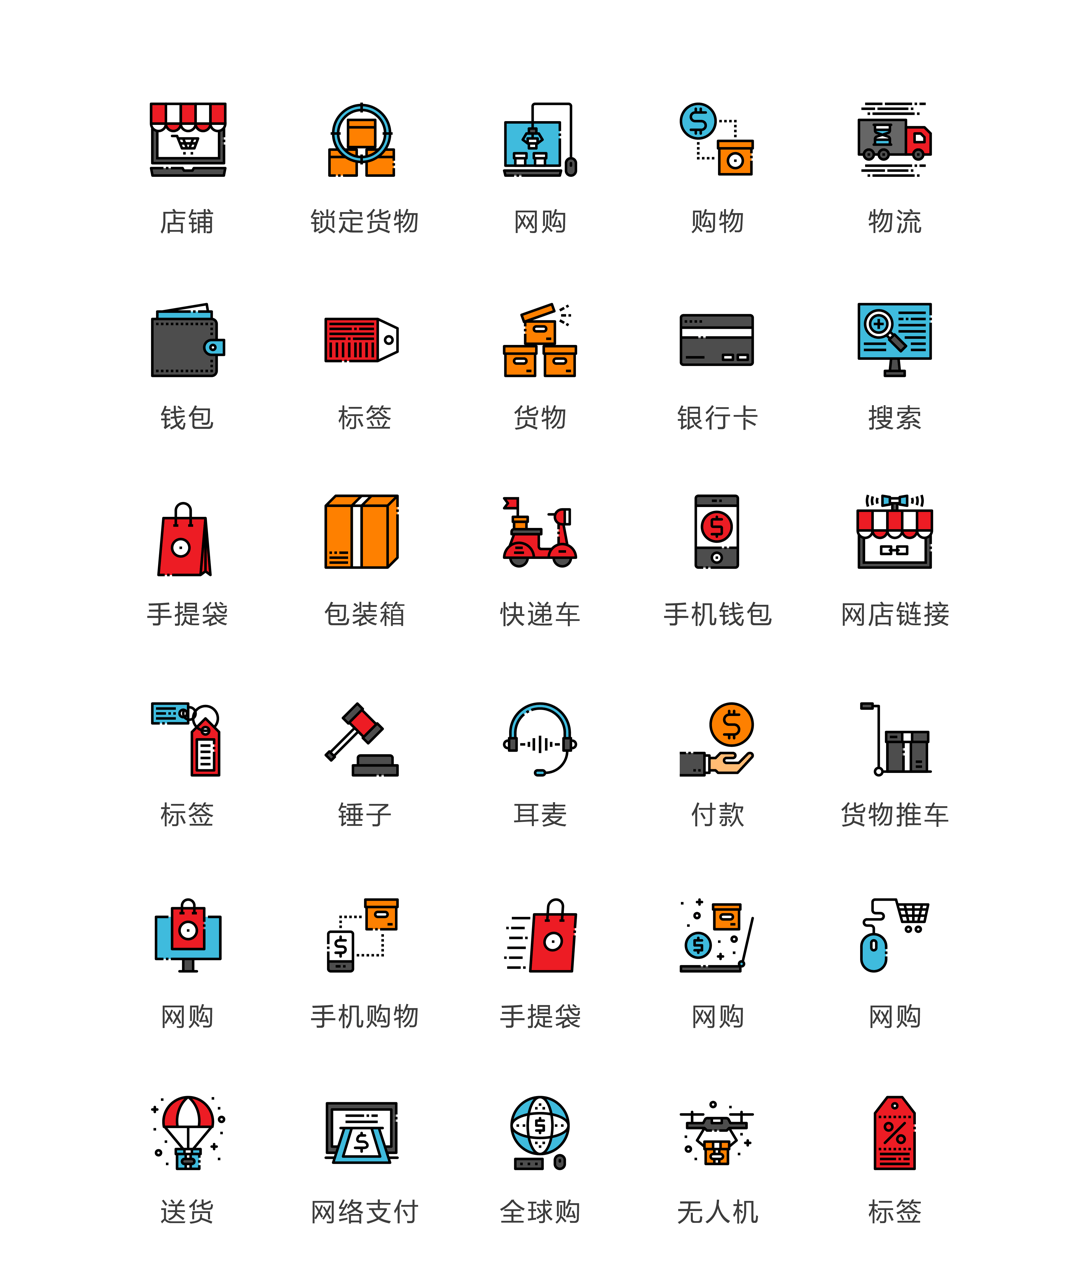 店铺 锁定货物 网购 购物 物流
钱包 标签 货物 银行卡 搜索
手提袋 包装箱 快递车 手机钱包 网店链接
标签 锤子 耳麦 付款 货物推车
网购 手机购物 手提袋 网购 网购
送货 网络支付 全球购 无人机 标签